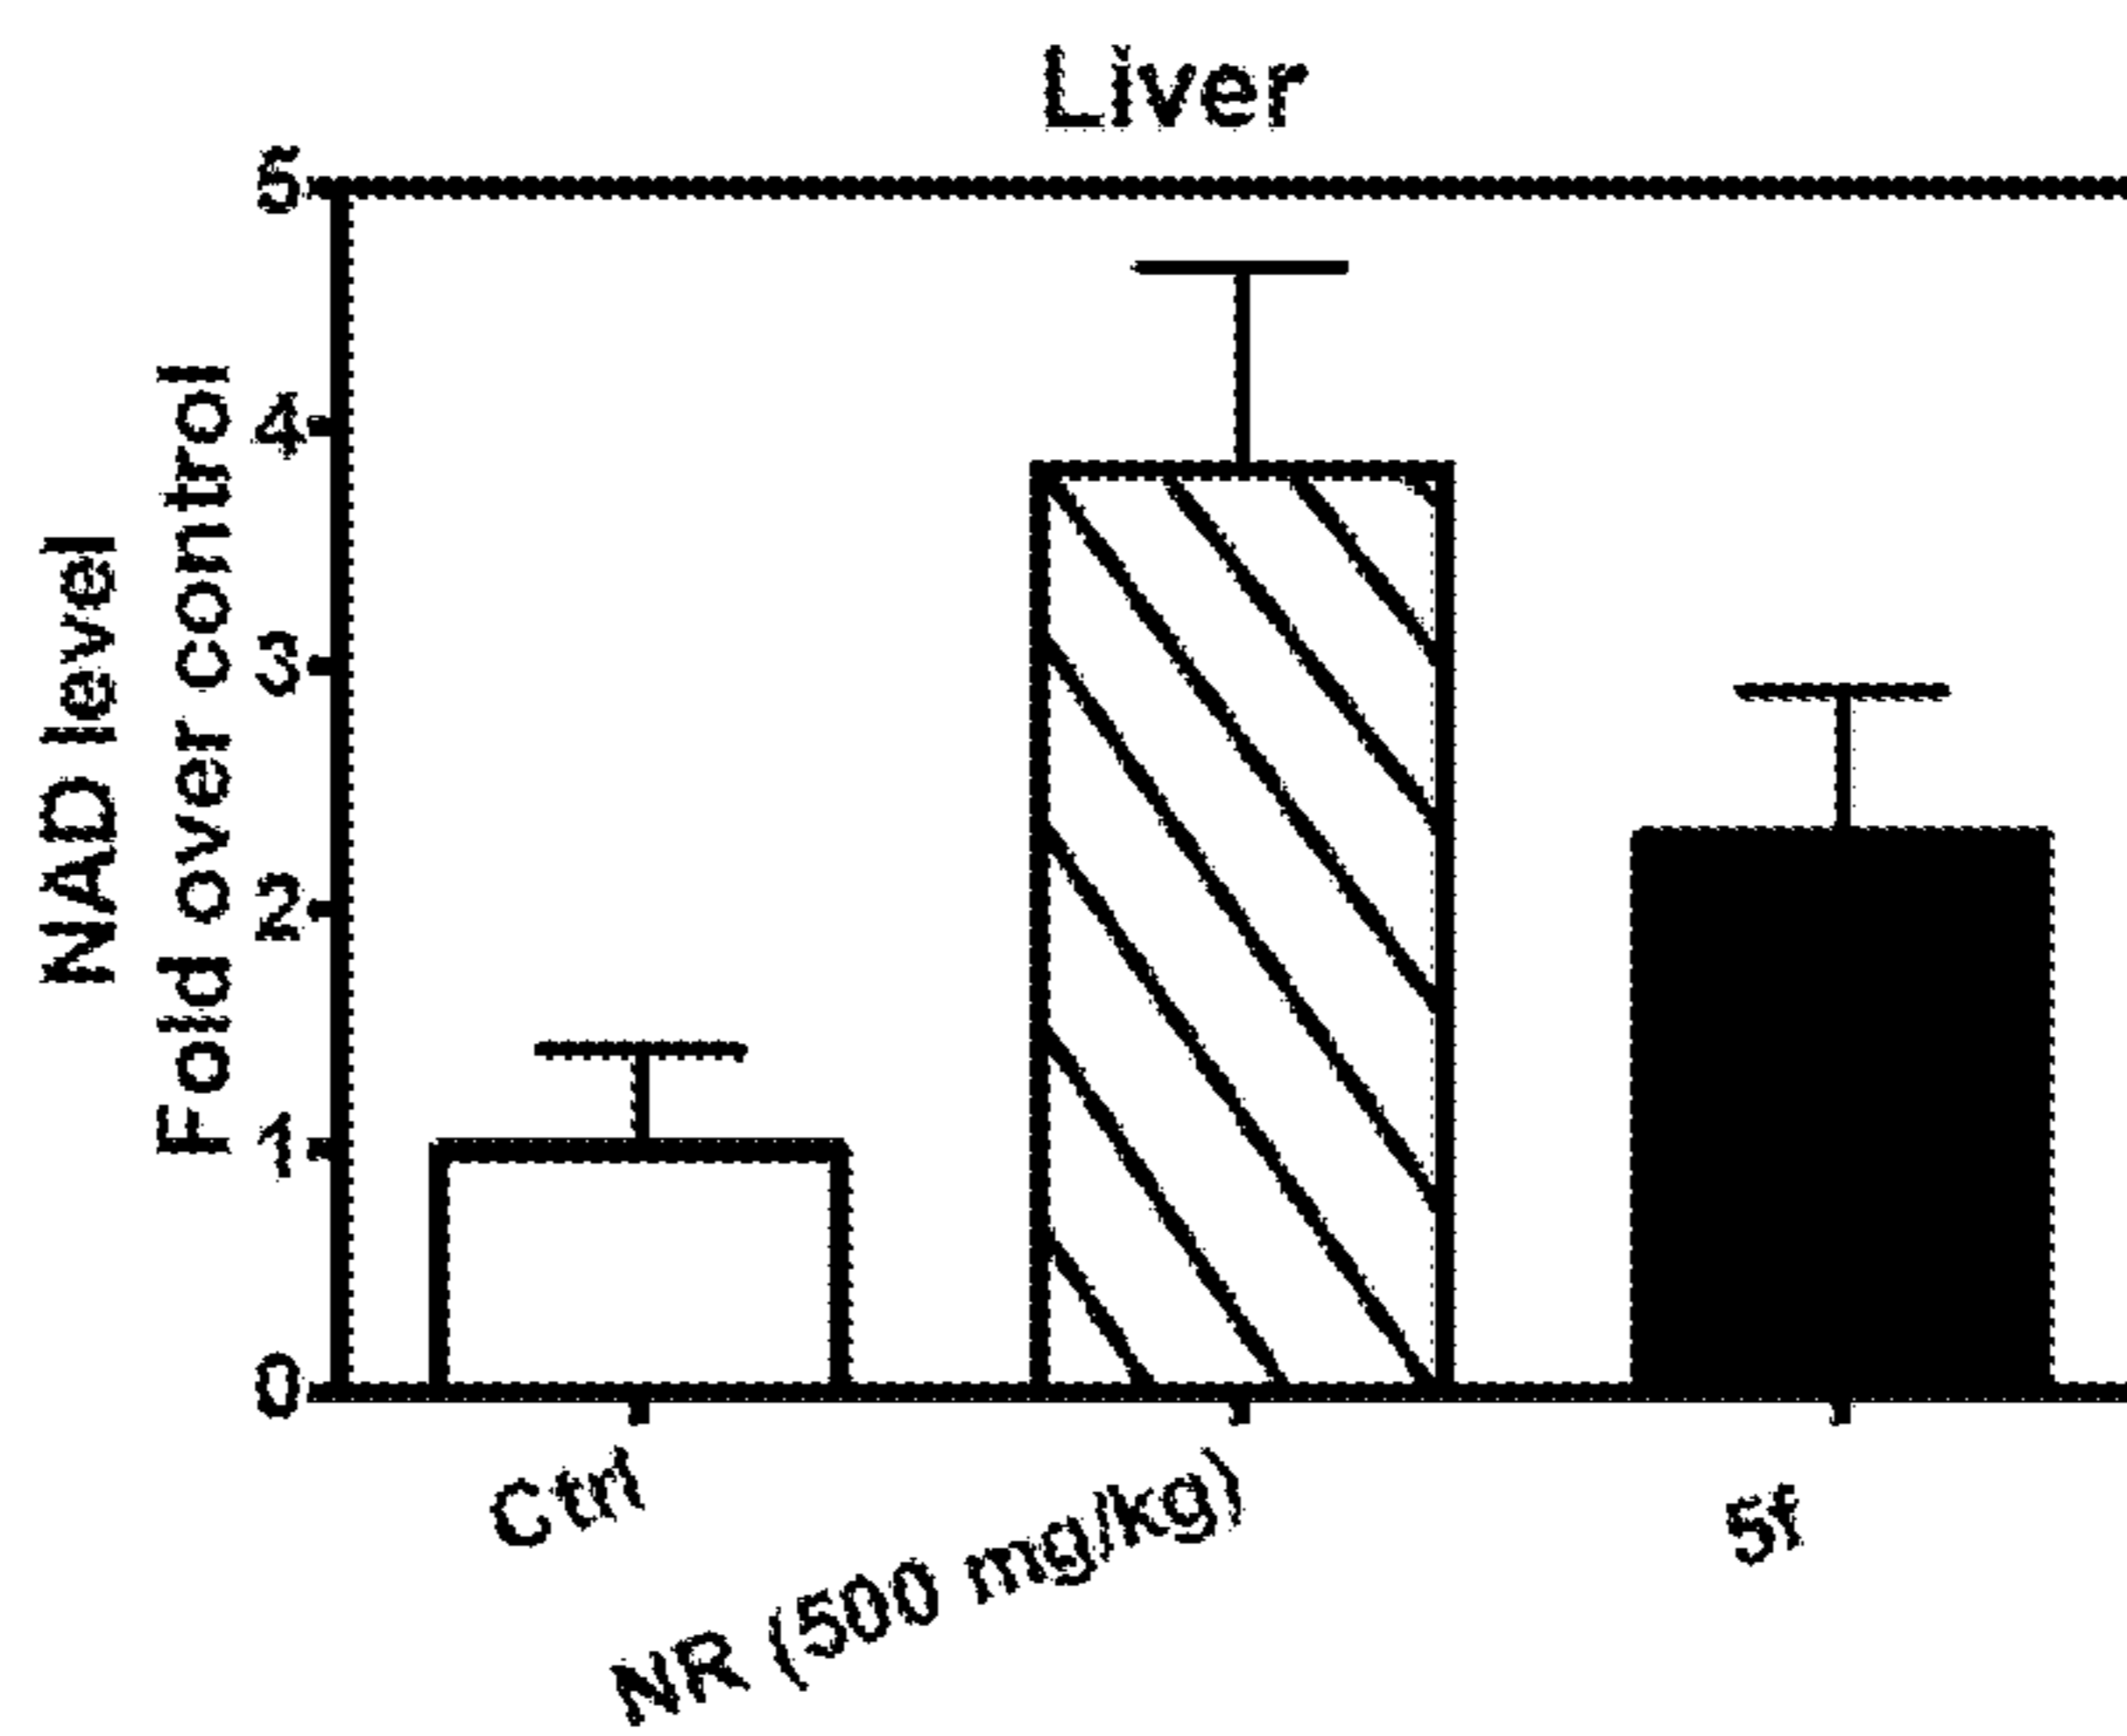 Liver
NAD level
Fold over control
5
4
3
2
1
0
Ctrl
NR (500 mg/kg)
5f